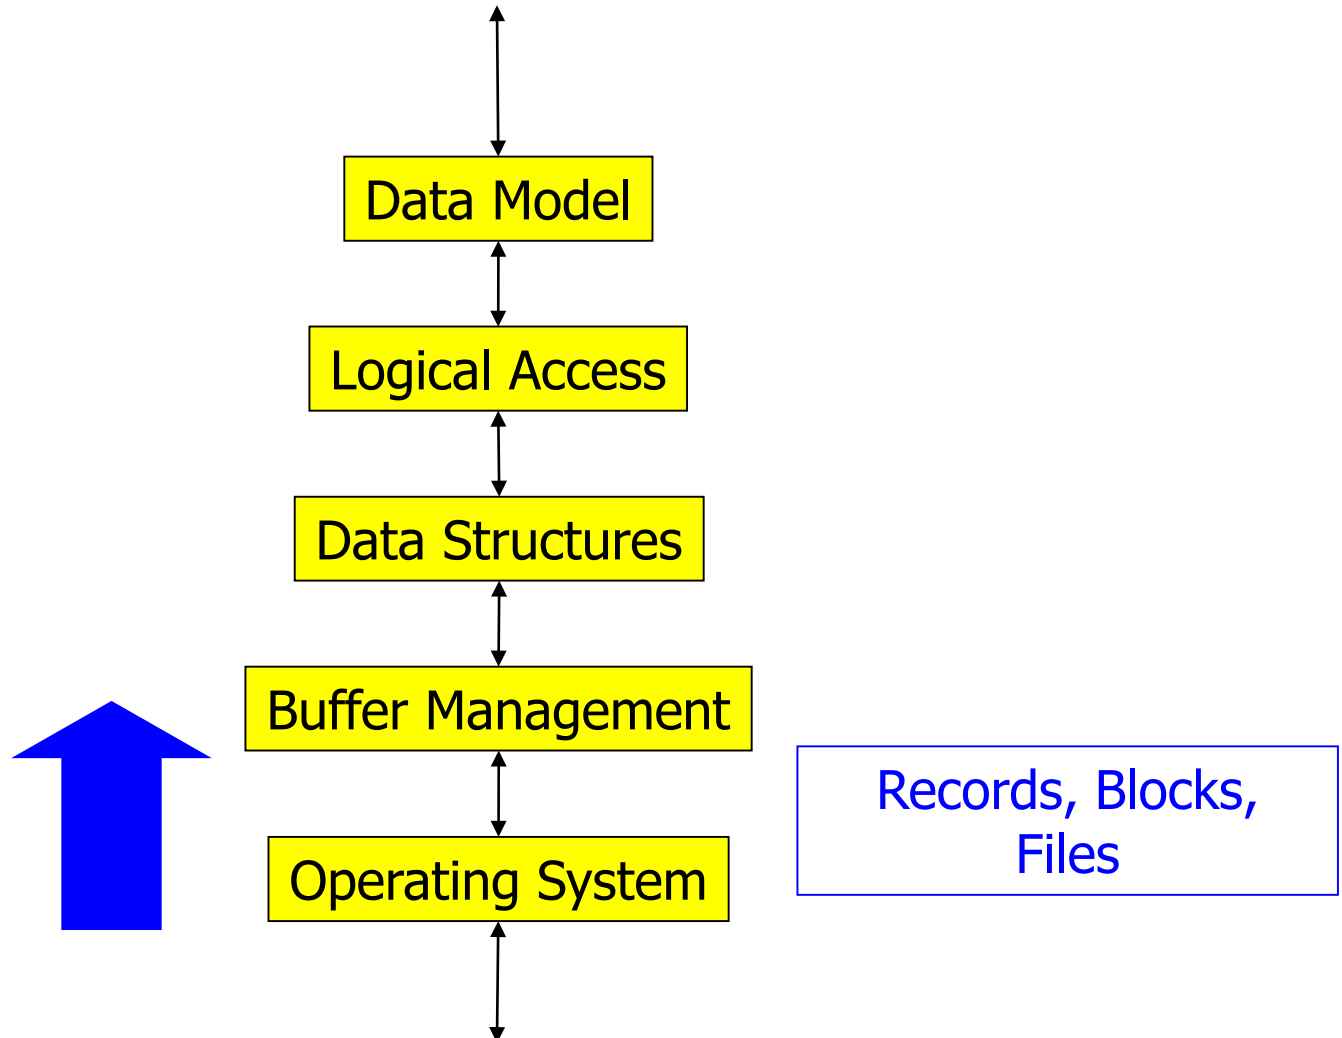 Data Model
Logical Access
Data Structures
Buffer Management
Records, Blocks,
Files
Operating System